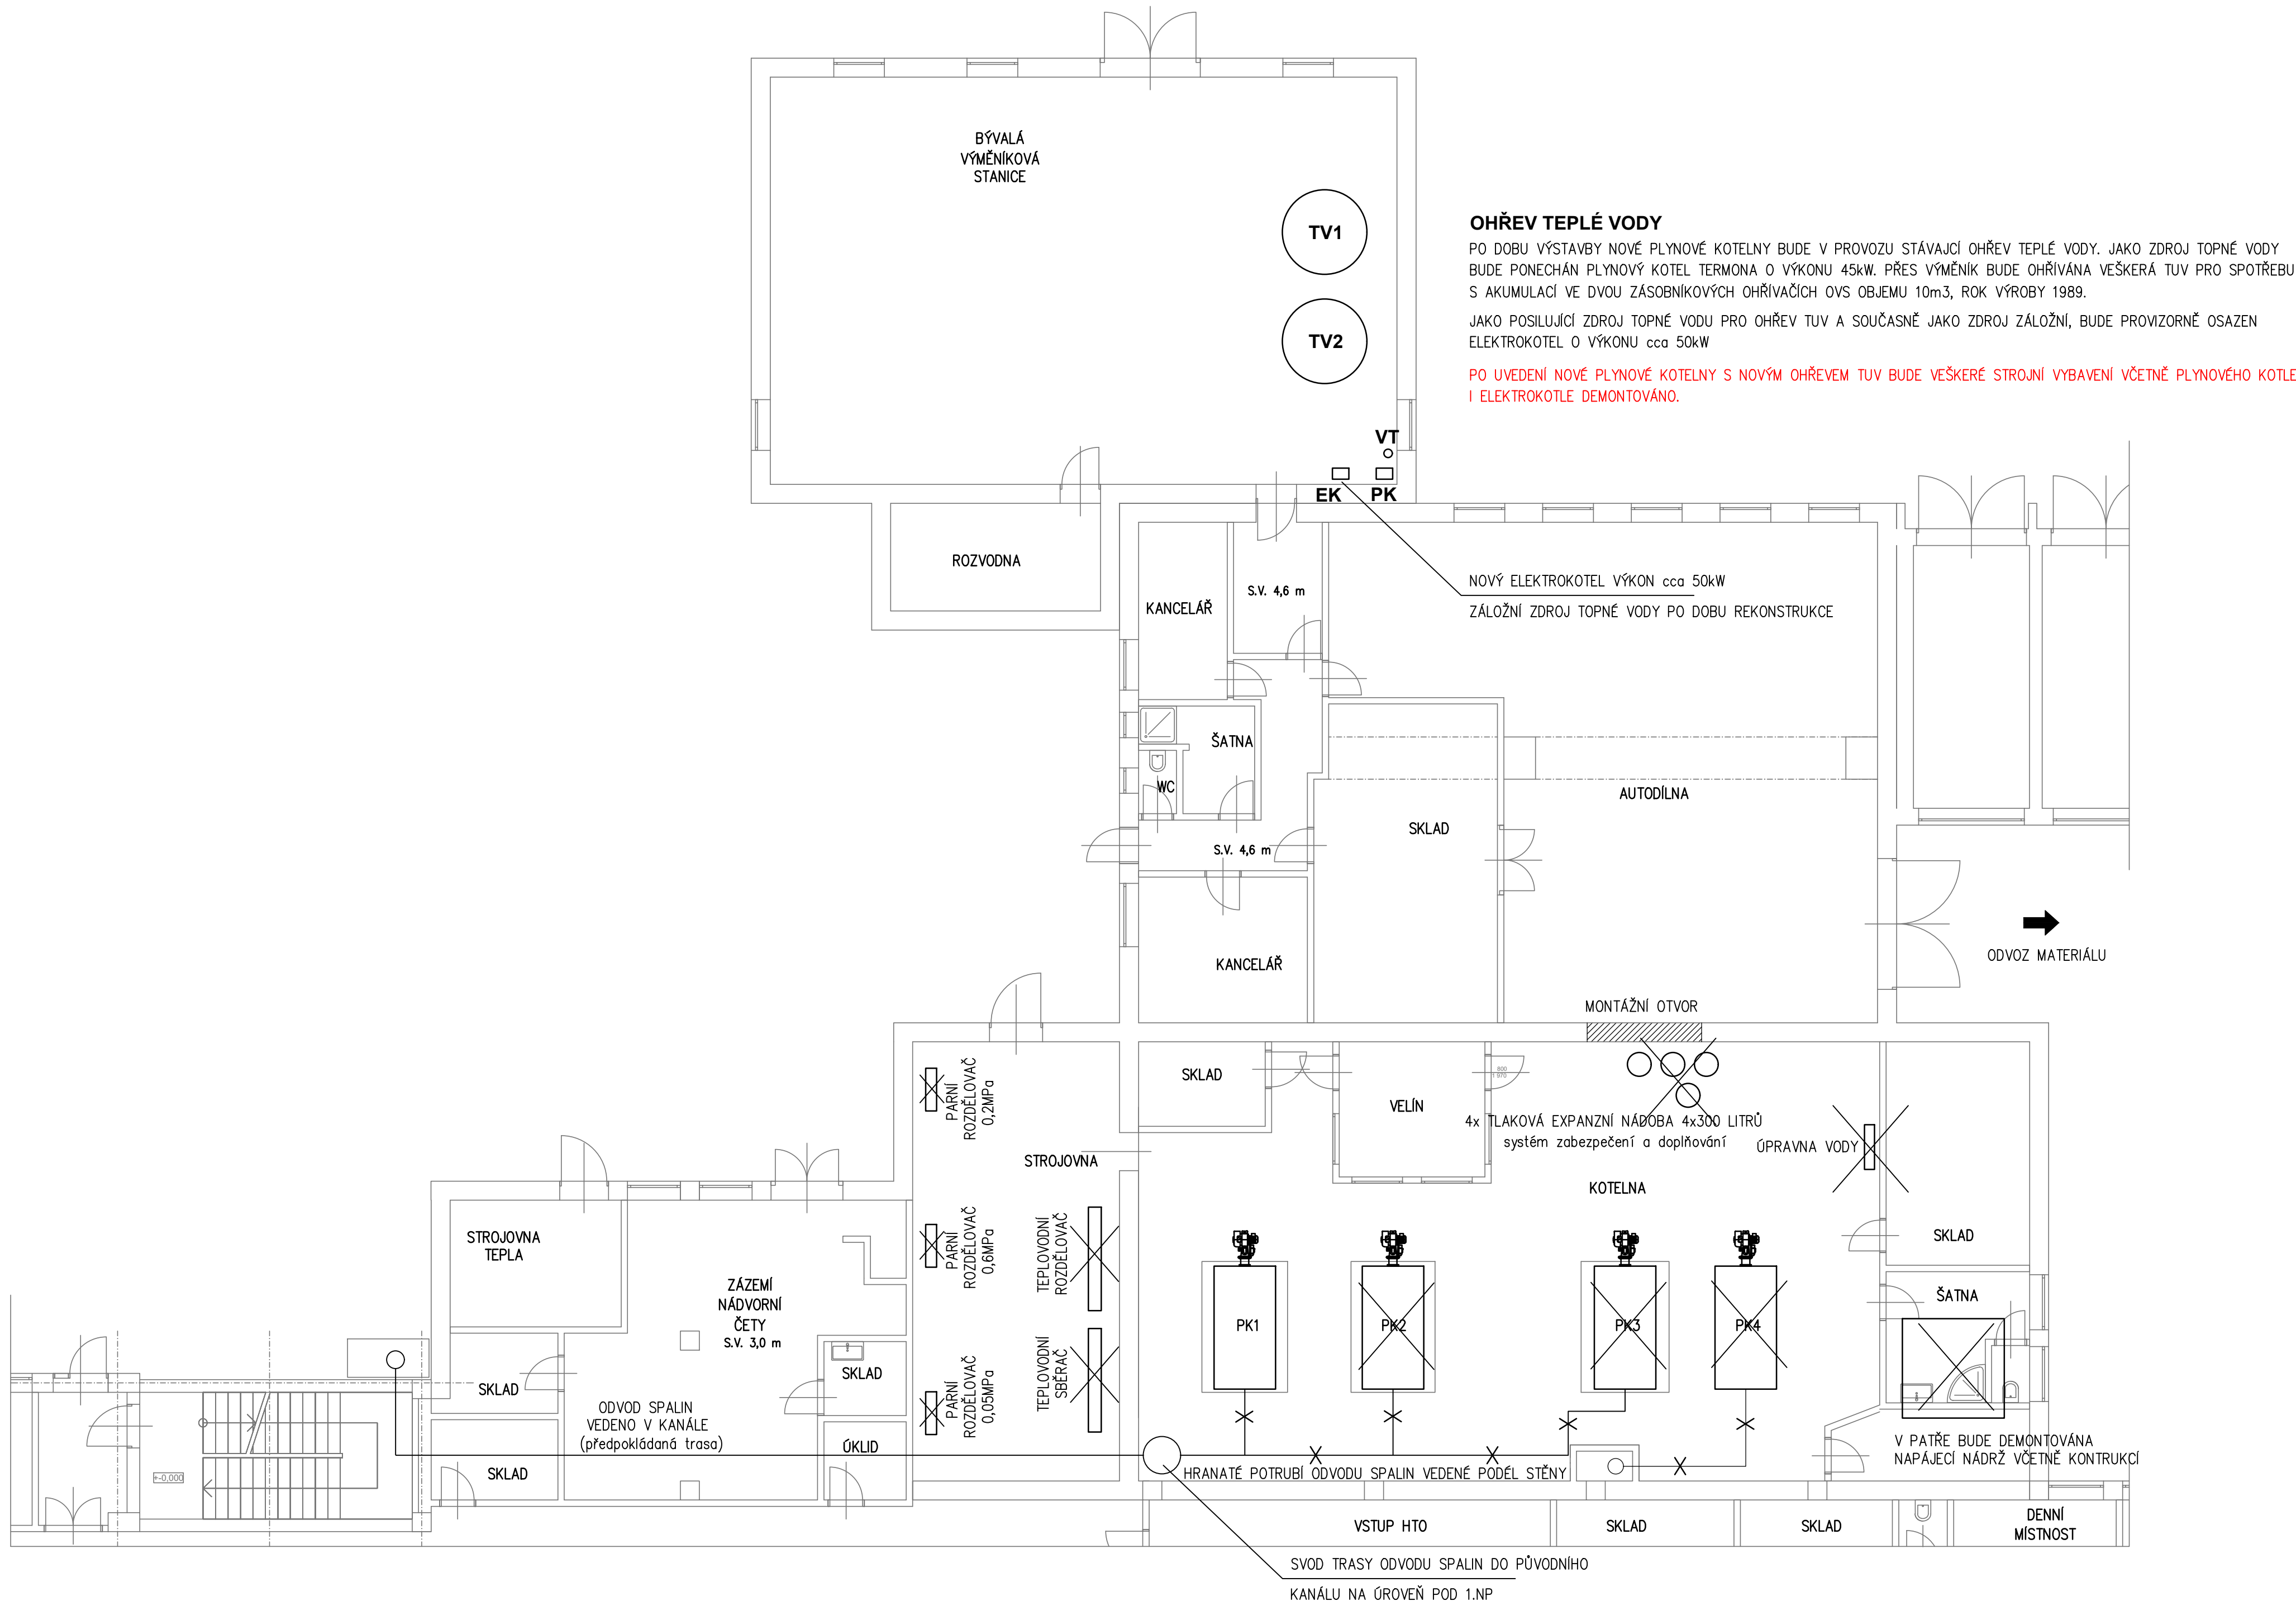 BÝVALÁ
VÝMĚNÍKOVÁ
STANICE
TV1
TV2
OHŘEV TEPLÉ VODY
PO DOBU VÝSTAVBY NOVÉ PLYNOVÉ KOTELNY BUDE V PROVOZU STÁVAJCÍ OHŘEV TEPLÉ VODY. JAKO ZDROJ TOPNÉ VODY
BUDE PONECHÁN PLYNOVÝ KOTEL TERMONA O VÝKONU 45kW. PŘES VÝMĚNÍK BUDE OHŘÍVÁNA VEŠKERÁ TUV PRO SPOTŘEBU
S AKUMULACÍ VE DVOU ZÁSOBNÍKOVÝCH OHŘÍVAČÍCH OVS OBJEMU 10m3, ROK VÝROBY 1989.
JAKO POSILUJÍCÍ ZDROJ TOPNÉ VODU PRO OHŘEV TUV A SOUČASNĚ JAKO ZDROJ ZÁLOŽNÍ, BUDE PROVIZORNĚ OSAZEN
ELEKTROKOTEL O VÝKONU cca 50kW
PO UVEDENÍ NOVÉ PLYNOVÉ KOTELNY S NOVÝM OHŘEVEM TUV BUDE VEŠKERÉ STROJNÍ VYBAVENÍ VČETNĚ PLYNOVÉHO KOTLE
I ELEKTROKOTLE DEMONTOVÁNO.
VT
EK
PK
ROZVODNA
KANCELÁŘ
S.V. 4,6 m
NOVÝ ELEKTROKOTEL VÝKON cca 50kW
ZÁLOŽNÍ ZDROJ TOPNÉ VODY PO DOBU REKONSTRUKCE
ŠATNA
WC
S.V. 4,6 m
SKLAD
AUTODÍLNA
KANCELÁŘ
ODVOZ MATERIÁLU
MONTÁŽNÍ OTVOR
PARNÍ
ROZDĚLOVAČ
0,2MPa
SKLAD
VELÍN
800
1 970
4x TLAKOVÁ EXPANZNÍ NÁDOBA 4x300 LITRŮ
systém zabezpečení a doplňování
ÚPRAVNA VODY
STROJOVNA
KOTELNA
STROJOVNA
TEPLA
PARNÍ
ROZDĚLOVAČ
0,6MPa
TEPLOVODNÍ
ROZDĚLOVAČ
SKLAD
ZÁZEMÍ
NÁDVORNÍ
ČETY
S.V. 3,0 m
ŠATNA
PK1
PK2
PK3
PK4
SKLAD
SKLAD
PARNÍ
ROZDĚLOVAČ
0,05MPa
TEPLOVODNÍ
SBĚRAČ
ODVOD SPALIN
VEDENO V KANÁLE
(předpokládaná trasa)
ÚKLID
SKLAD
+-0,000
HRANATÉ POTRUBÍ ODVODU SPALIN VEDENÉ PODÉL STĚNY
V PATŘE BUDE DEMONTOVÁNA
NAPÁJECÍ NÁDRŽ VČETNĚ KONTRUKCÍ
VSTUP HTO
SKLAD
SKLAD
DENNÍ
MÍSTNOST
SVOD TRASY ODVODU SPALIN DO PŮVODNÍHO
KANÁLU NA ÚROVEŇ POD 1.NP